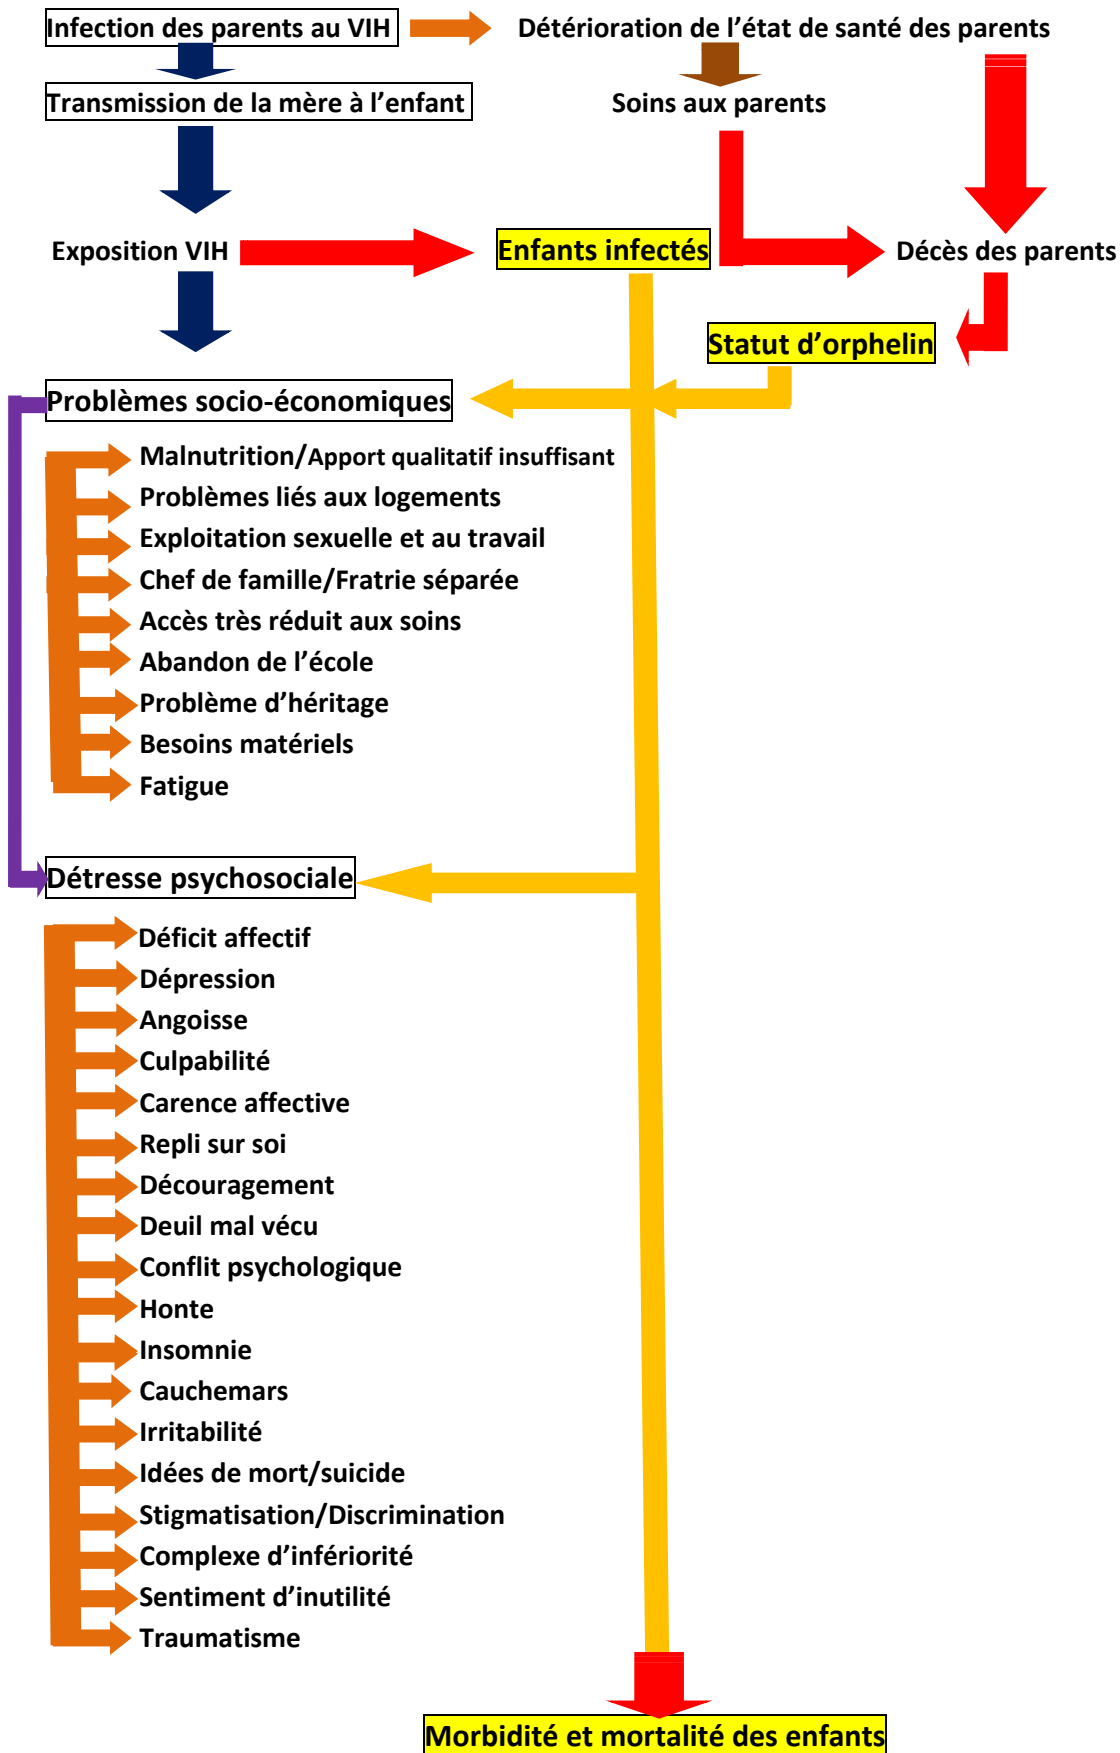 Infection des parents au VIH
Détérioration de l’état de santé des parents
Transmission de la mère à l’enfant
Soins aux parents
Exposition VIH
Enfants infectés
Décès des parents
Statut d’orphelin
Problèmes socio-économiques
Malnutrition/Apport qualitatif insuffisant
Problèmes liés aux logements
Exploitation sexuelle et au travail
Chef de famille/Fratrie séparée
Accès très réduit aux soins
Abandon de l’école
Problème d’héritage
Besoins matériels
Fatigue
Détresse psychosociale
Déficit affectif
Dépression
Angoisse
Culpabilité
Carence affective
Repli sur soi
Découragement
Deuil mal vécu
Conflit psychologique
Honte
Insomnie
Cauchemars
Irritabilité
Idées de mort/suicide
Stigmatisation/Discrimination
Complexe d’infériorité
Sentiment d’inutilité
Traumatisme
Morbidité et mortalité des enfants